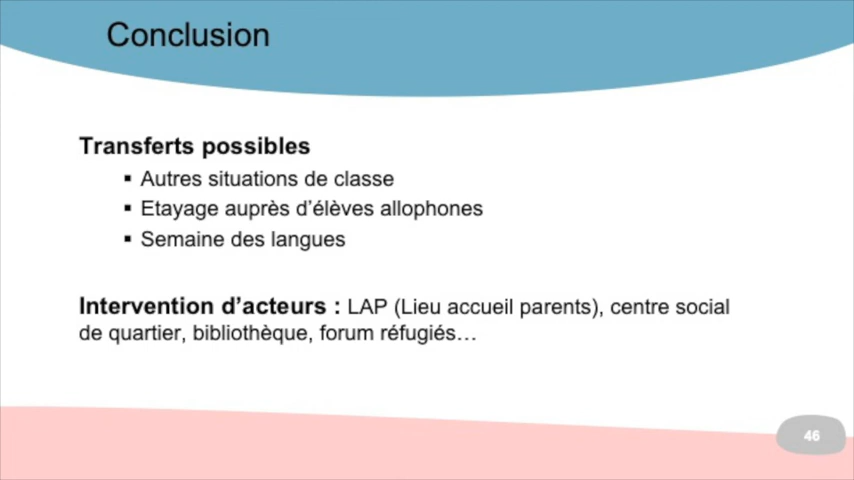 Conclusion
Transferts possibles
▪ Autres situations de classe
▪ Etayage auprès d’élèves allophones
▪ Semaine des langues
Intervention d’acteurs : LAP (Lieu accueil parents), centre social
de quartier, bibliothèque, forum réfugiés…
46